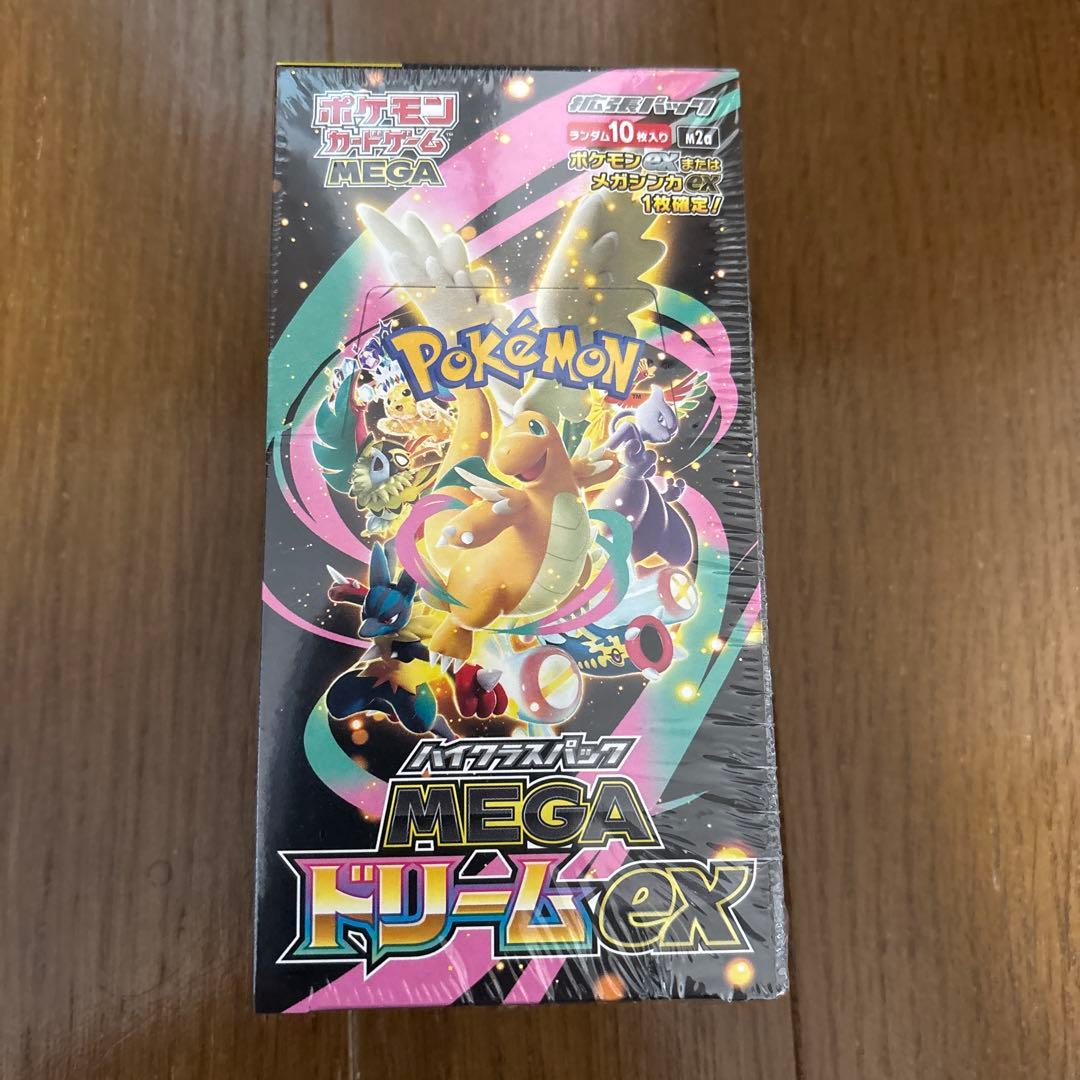 ポケモン
カードゲーム
MEGA
拡張パック
ランダム10枚入り M2a
ポケモンexまたは
メガシンカex
1枚確定!
POKéMON
TM
ハイクラスパック
MEGA
ドリームex